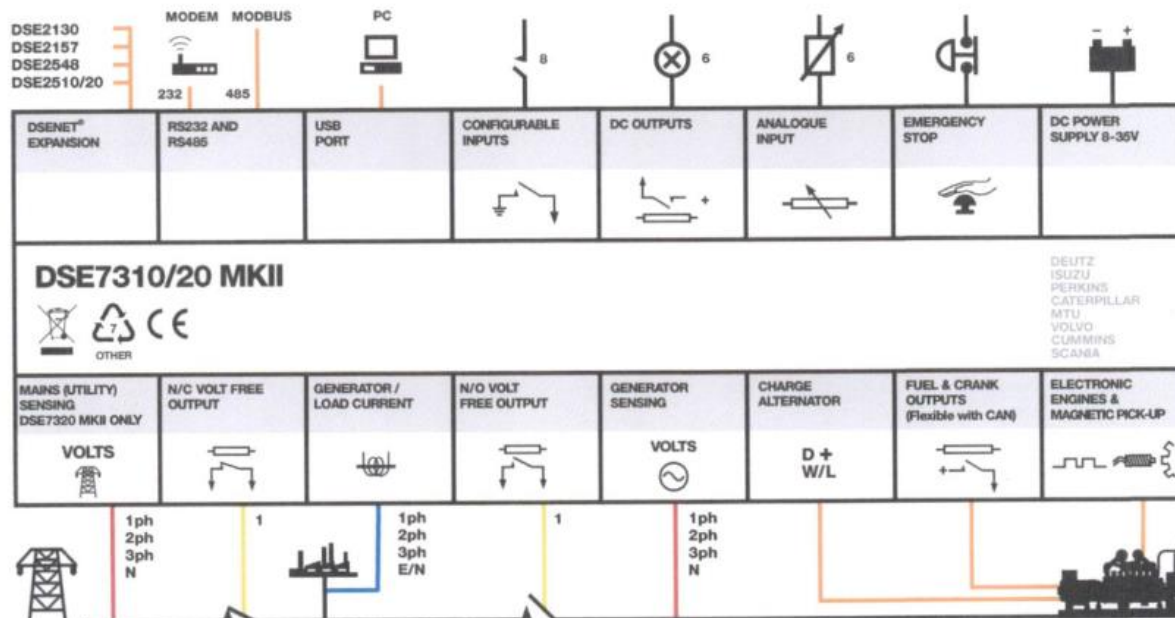 DSE2130
DSE2157
DSE2548
DSE2510/20
MODEM
MODBUS
PC
232
485
8
6
6
- +
DSENET®
EXPANSION
RS232 AND
RS485
USB
PORT
CONFIGURABLE
INPUTS
DC OUTPUTS
+
ANALOGUE
INPUT
EMERGENCY
STOP
DC POWER
SUPPLY 8-35V
DSE7310/20 MKII
7
OTHER
CE
DEUTZ
ISUZU
PERKINS
CATERPILLAR
MTU
VOLVO
CUMMINS
SCANIA
MAINS (UTILITY)
SENSING
DSE7320 MKII ONLY
VOLTS
N/C VOLT FREE
OUTPUT
GENERATOR /
LOAD CURRENT
N/O VOLT
FREE OUTPUT
GENERATOR
SENSING
VOLTS
CHARGE
ALTERNATOR
D +
W/L
FUEL & CRANK
OUTPUTS
(Flexible with CAN)
+
ELECTRONIC
ENGINES &
MAGNETIC PICK-UP
1ph
2ph
3ph
N
1
1ph
2ph
3ph
E/N
1
1ph
2ph
3ph
N